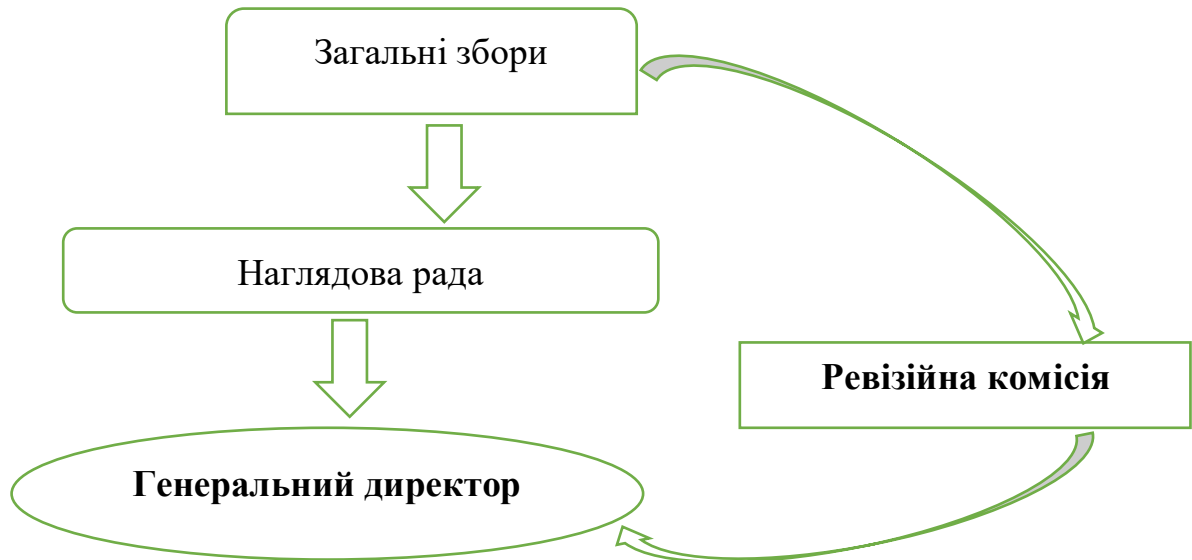 Загальні збори
Наглядова рада
Ревізійна комісія
Генеральний директор